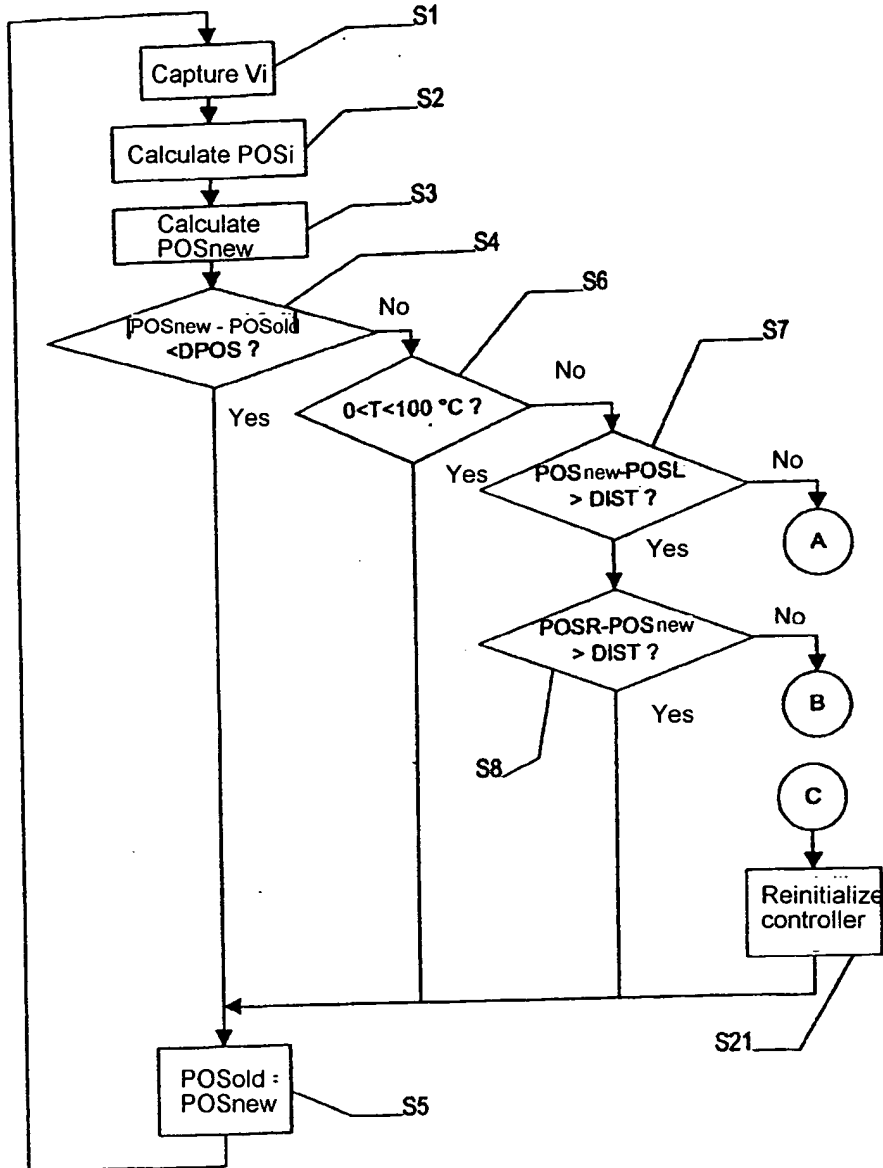 S1
Capture Vi
S2
Calculate POSi
S3
Calculate
POSnew
S4
|POSnew - POSold|
<DPOS ?
No
Yes
S6
0<T<100 °C ?
No
Yes
S7
POSnew-POSL
> DIST ?
No
A
Yes
POSR-POSnew
> DIST ?
No
B
Yes
S8
C
Reinitialize
controller
S21
POSold =
POSnew
S5